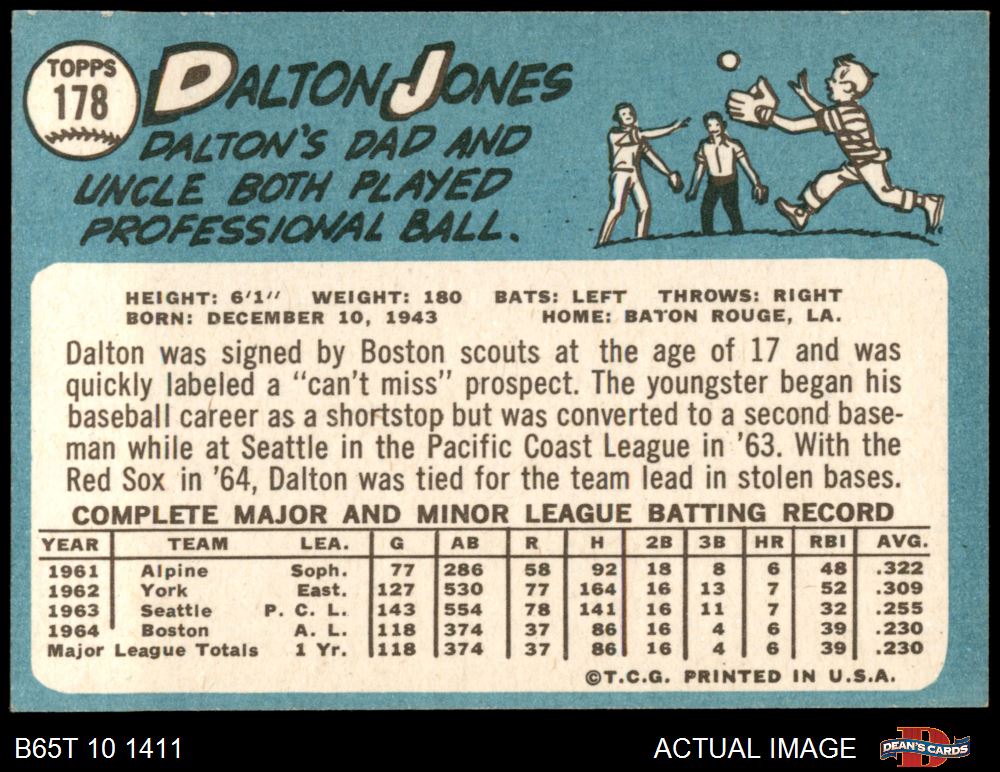 TOPPS
178
DALTON JONES
DALTON'S DAD AND
UNCLE BOTH PLAYED
PROFESSIONAL BALL.
HEIGHT: 6'1" WEIGHT: 180 BATS: LEFT THROWS: RIGHT
BORN: DECEMBER 10, 1943 HOME: BATON ROUGE, LA.
Dalton was signed by Boston scouts at the age of 17 and was
quickly labeled a "can't miss" prospect. The youngster began his
baseball career as a shortstop but was converted to a second base-
man while at Seattle in the Pacific Coast League in '63. With the
Red Sox in '64, Dalton was tied for the team lead in stolen bases.
COMPLETE MAJOR AND MINOR LEAGUE BATTING RECORD
YEAR TEAM LEA. G AB R H 2B 3B HR RBI AVG.
1961 Alpine Soph. 77 286 58 92 18 8 6 48 .322
1962 York East. 127 530 77 164 16 13 7 52 .309
1963 Seattle P. C. L. 143 554 78 141 16 11 7 32 .255
1964 Boston A. L. 118 374 37 86 16 4 6 39 .230
Major League Totals 1 Yr. 118 374 37 86 16 4 6 39 .230
©T.C.G. PRINTED IN U.S.A.
B65T 10 1411 ACTUAL IMAGE DEAN'S CARDS